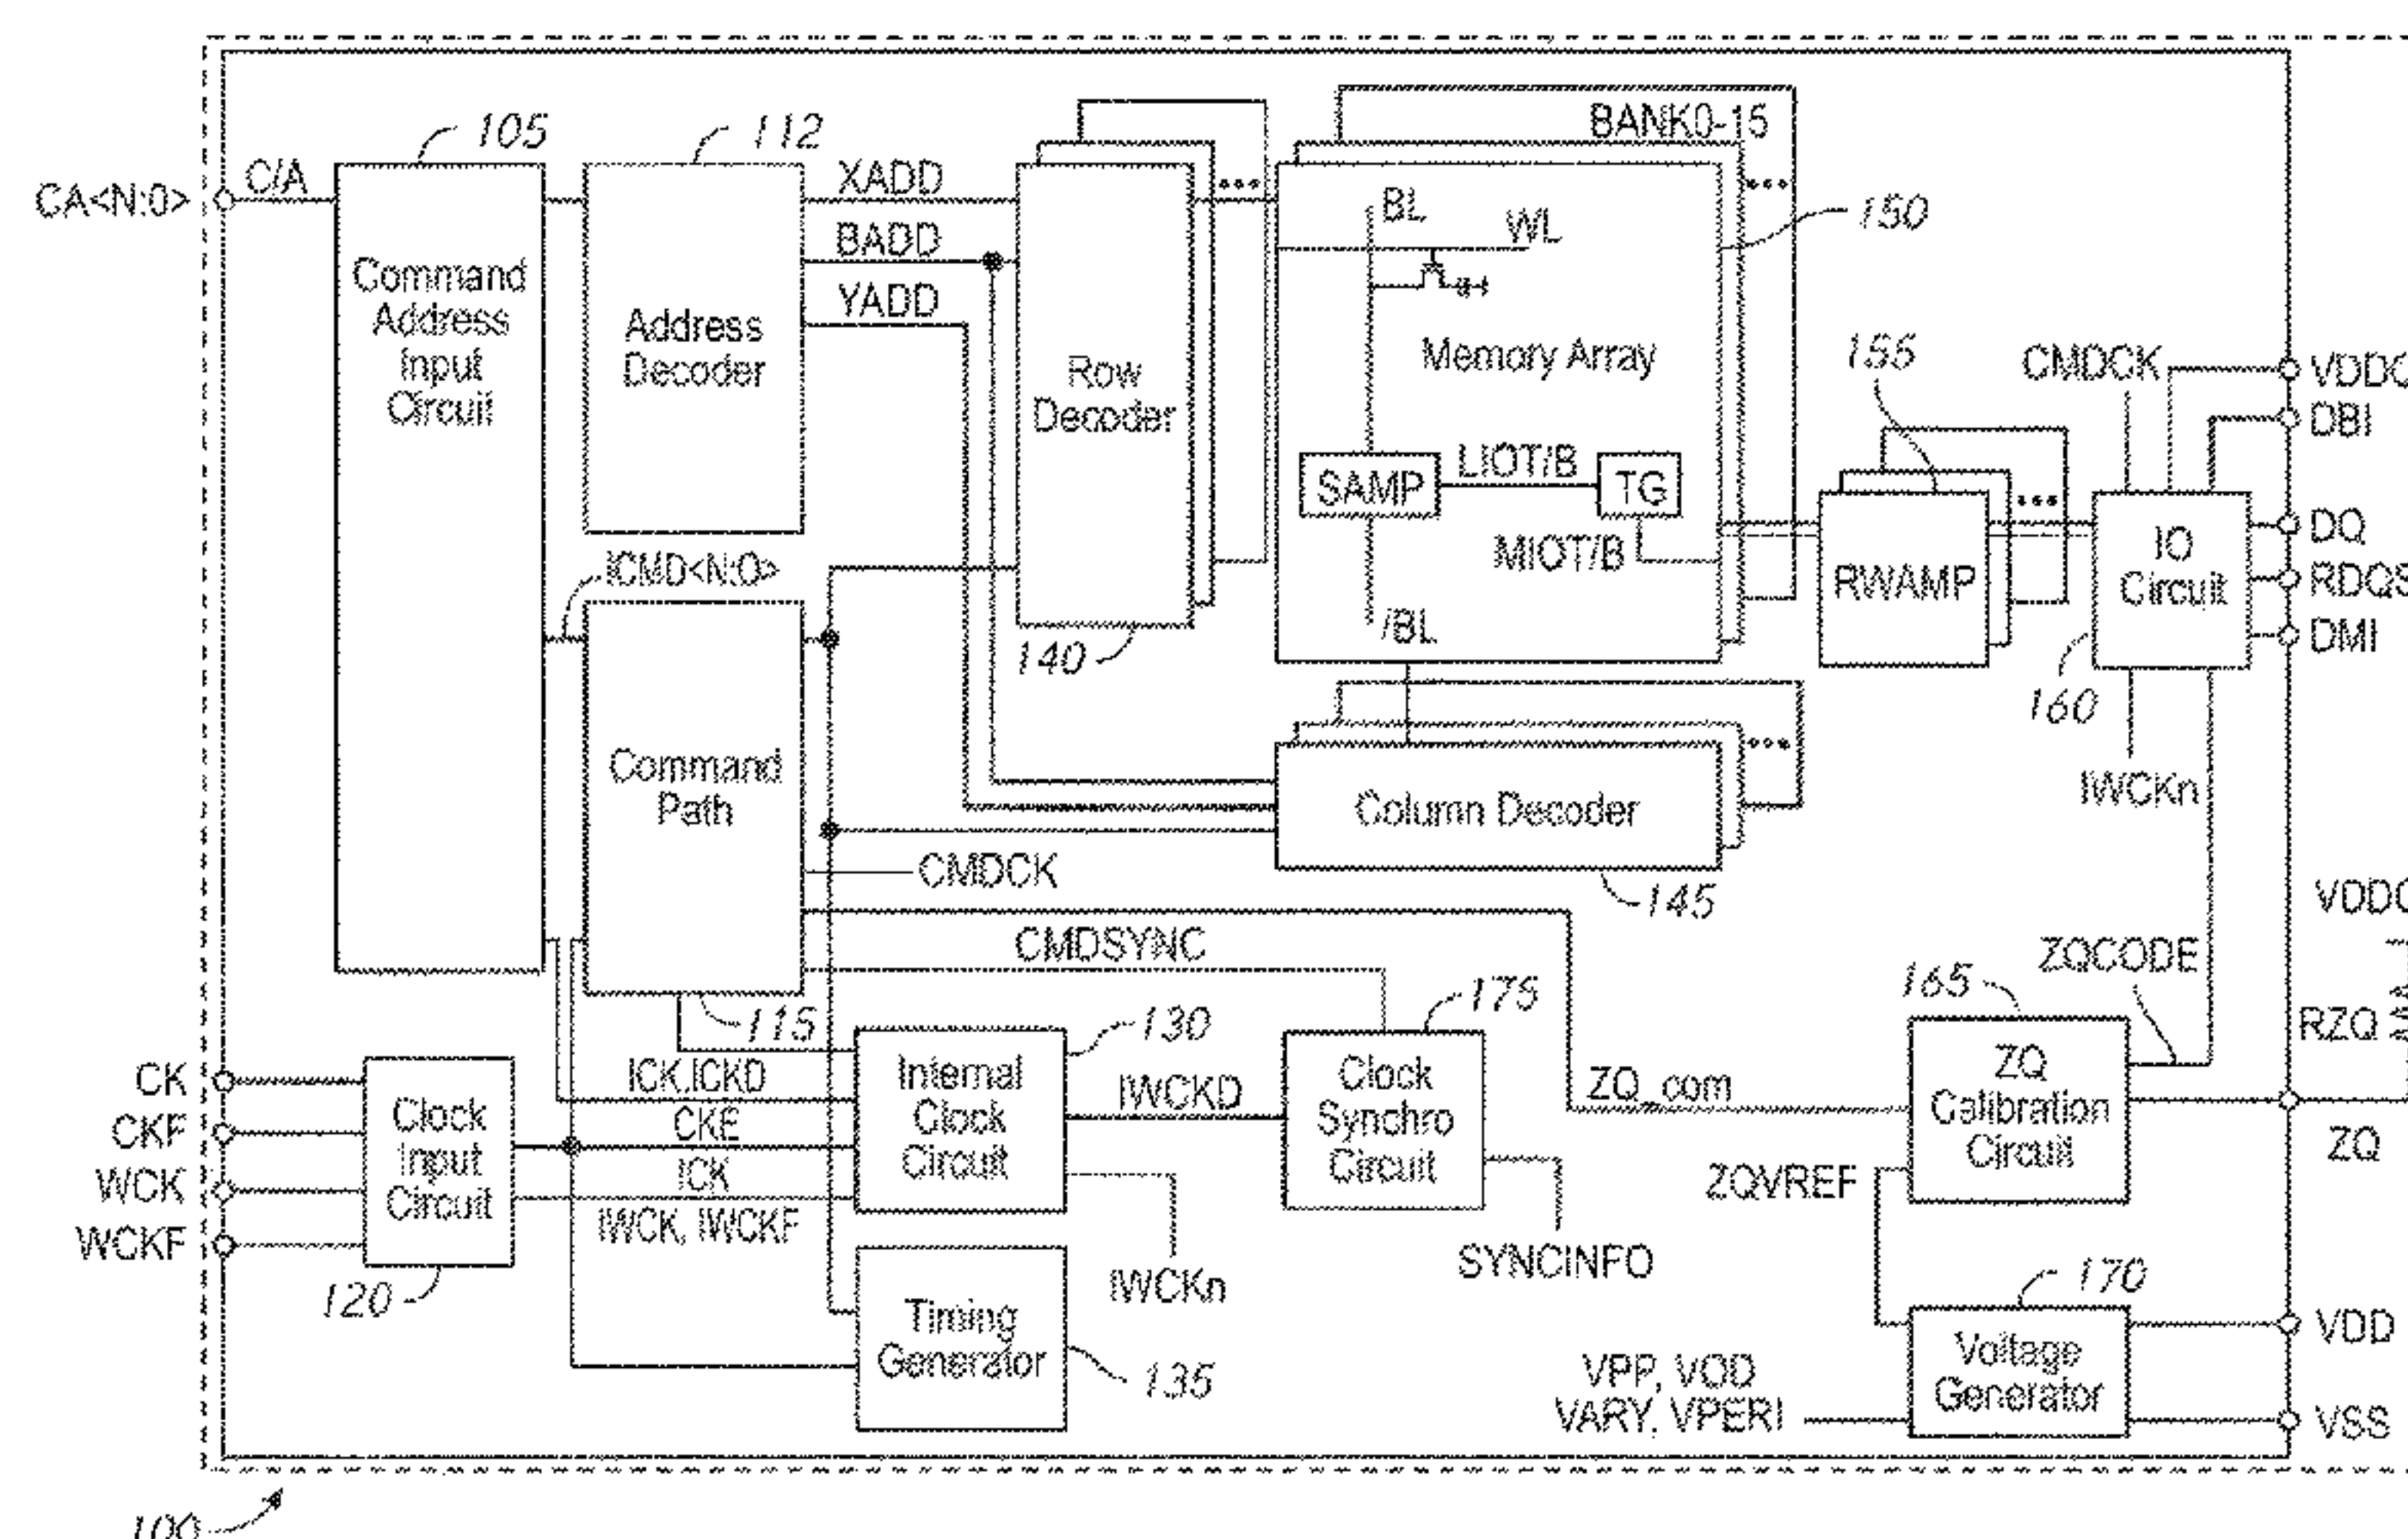 BANK0-15
105
112
CA<N:0>
C/A
XADD
BADD
YADD
BL
WL
150
Command
Address
Input
Circuit
Address
Decoder
Row
Decoder
Memory Array
155
CMDCK
DBI
SAMP
LIOT/B
TG
MIOT/B
/BL
RWAMP
IO
Circuit
DQ
DMI
ICMD<N:O>
140
160
Command
Path
Column Decoder
IWCKn
CMDCK
145
CMDSYNC
175
165
ZQCODE
RZQ
115
130
CK
CKF
WCK
WCKF
Clock
Input
Circuit
120
ICK,ICKD
CKE
ICK
IWCK, IWCKF
Internal
Clock
Circuit
IWCKD
Clock
Synchro
Circuit
ZQ_com
ZQ
Calibration
Circuit
ZQ
ZQVREF
IWCKn
SYNCINFO
Timing
Generator
135
170
Voltage
Generator
VDD
VSS
VPP, VOD
VARY, VPERI
100